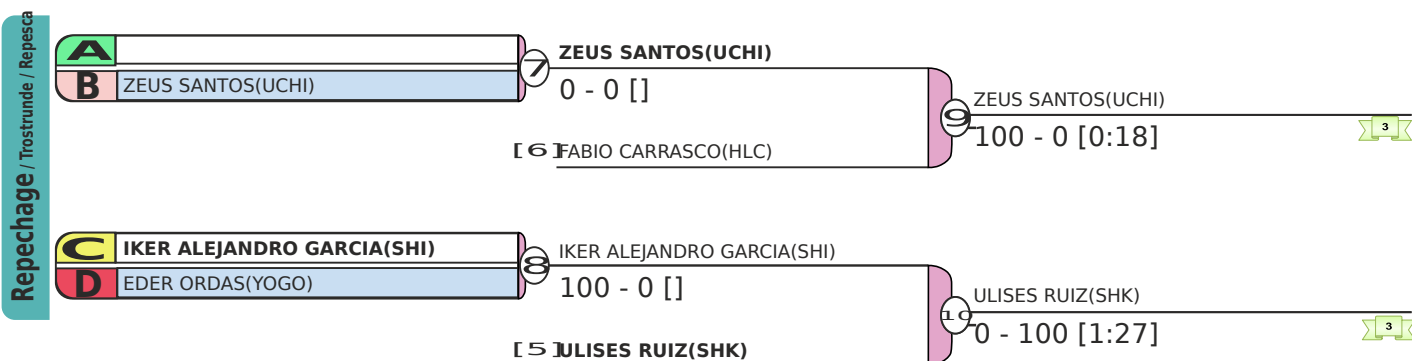 Repechage / Trostrunde / Repesca
A
B ZEUS SANTOS(UCHI)
7
ZEUS SANTOS(UCHI)
0 - 0 []
[6] FABIO CARRASCO(HLC)
9
ZEUS SANTOS(UCHI)
100 - 0 [0:18]
3
C IKER ALEJANDRO GARCIA(SHI)
D EDER ORDAS(YOGO)
8
IKER ALEJANDRO GARCIA(SHI)
100 - 0 []
[5] ULISES RUIZ(SHK)
10
ULISES RUIZ(SHK)
0 - 100 [1:27]
3